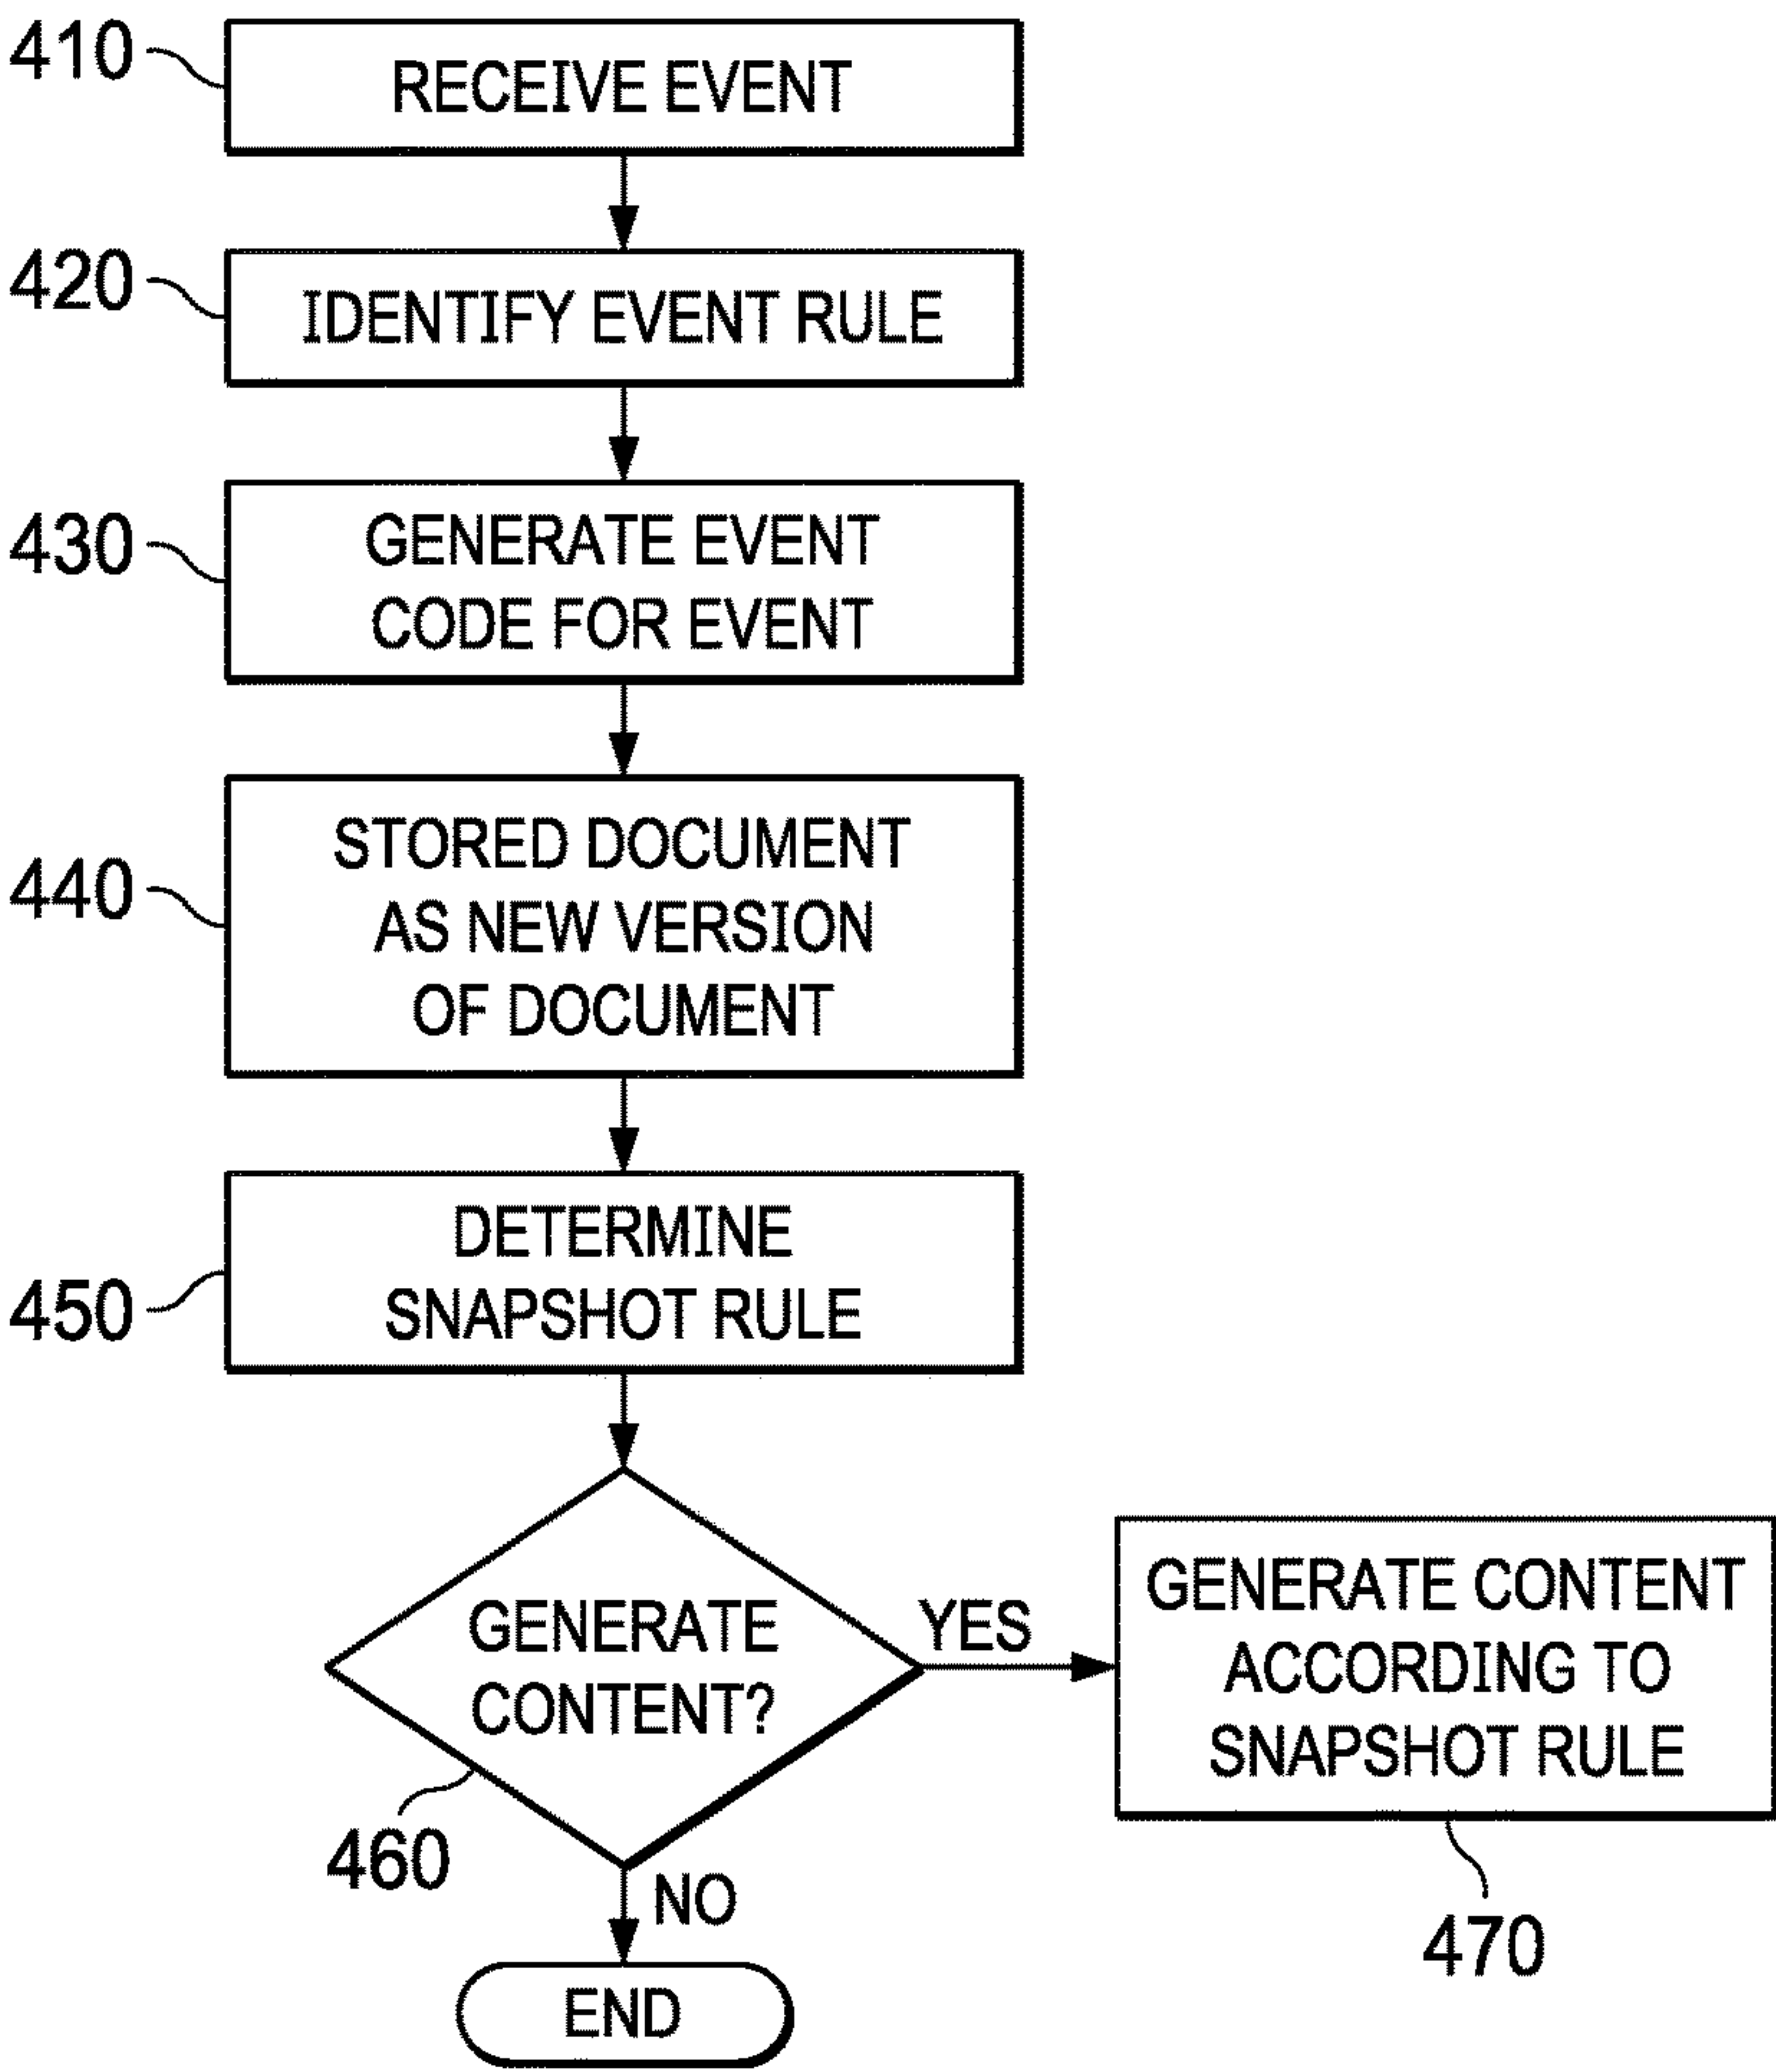 410
RECEIVE EVENT
420
IDENTIFY EVENT RULE
430
GENERATE EVENT
CODE FOR EVENT
440
STORED DOCUMENT
AS NEW VERSION
OF DOCUMENT
450
DETERMINE
SNAPSHOT RULE
GENERATE
CONTENT?
460
YES
GENERATE CONTENT
ACCORDING TO
SNAPSHOT RULE
470
NO
END